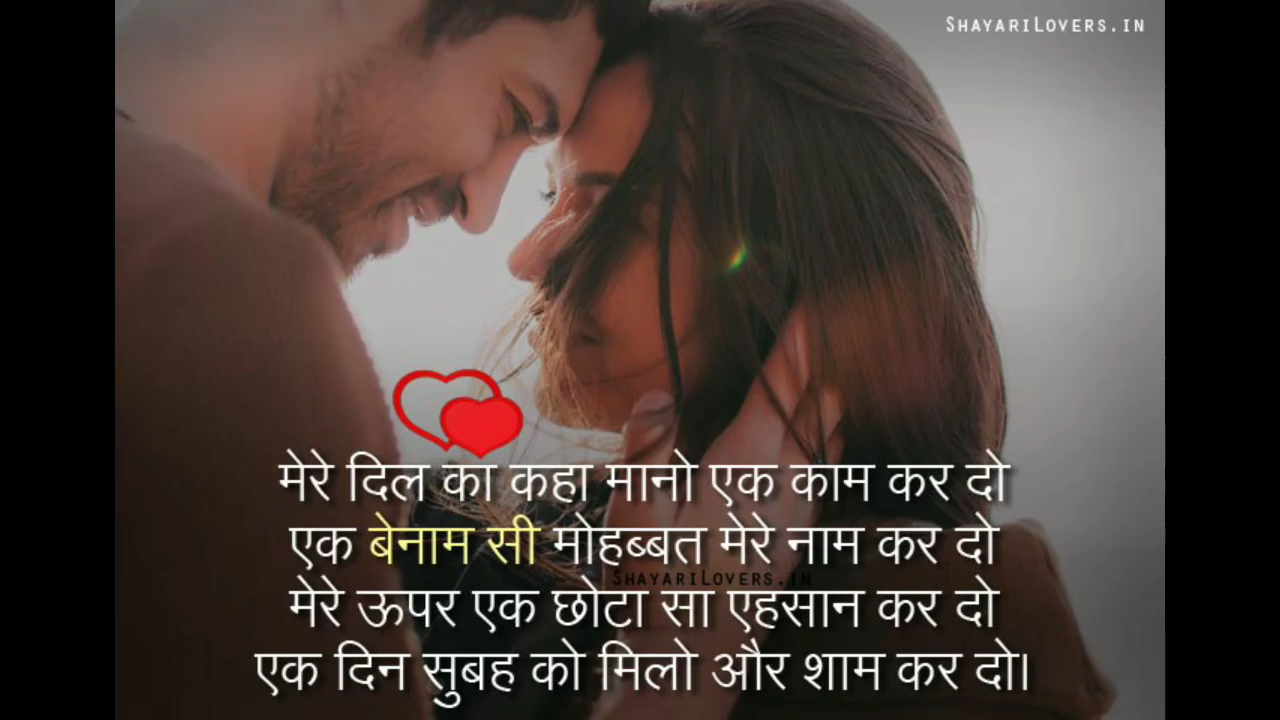 SHAYARILOVERS.IN
मेरे दिल का कहा मानो एक काम कर दो
एक बेनाम सी मोहब्बत मेरे नाम कर दो
SHAYARILOVERS.IN
मेरे ऊपर एक छोटा सा एहसान कर दो
एक दिन सुबह को मिलो और शाम कर दो।